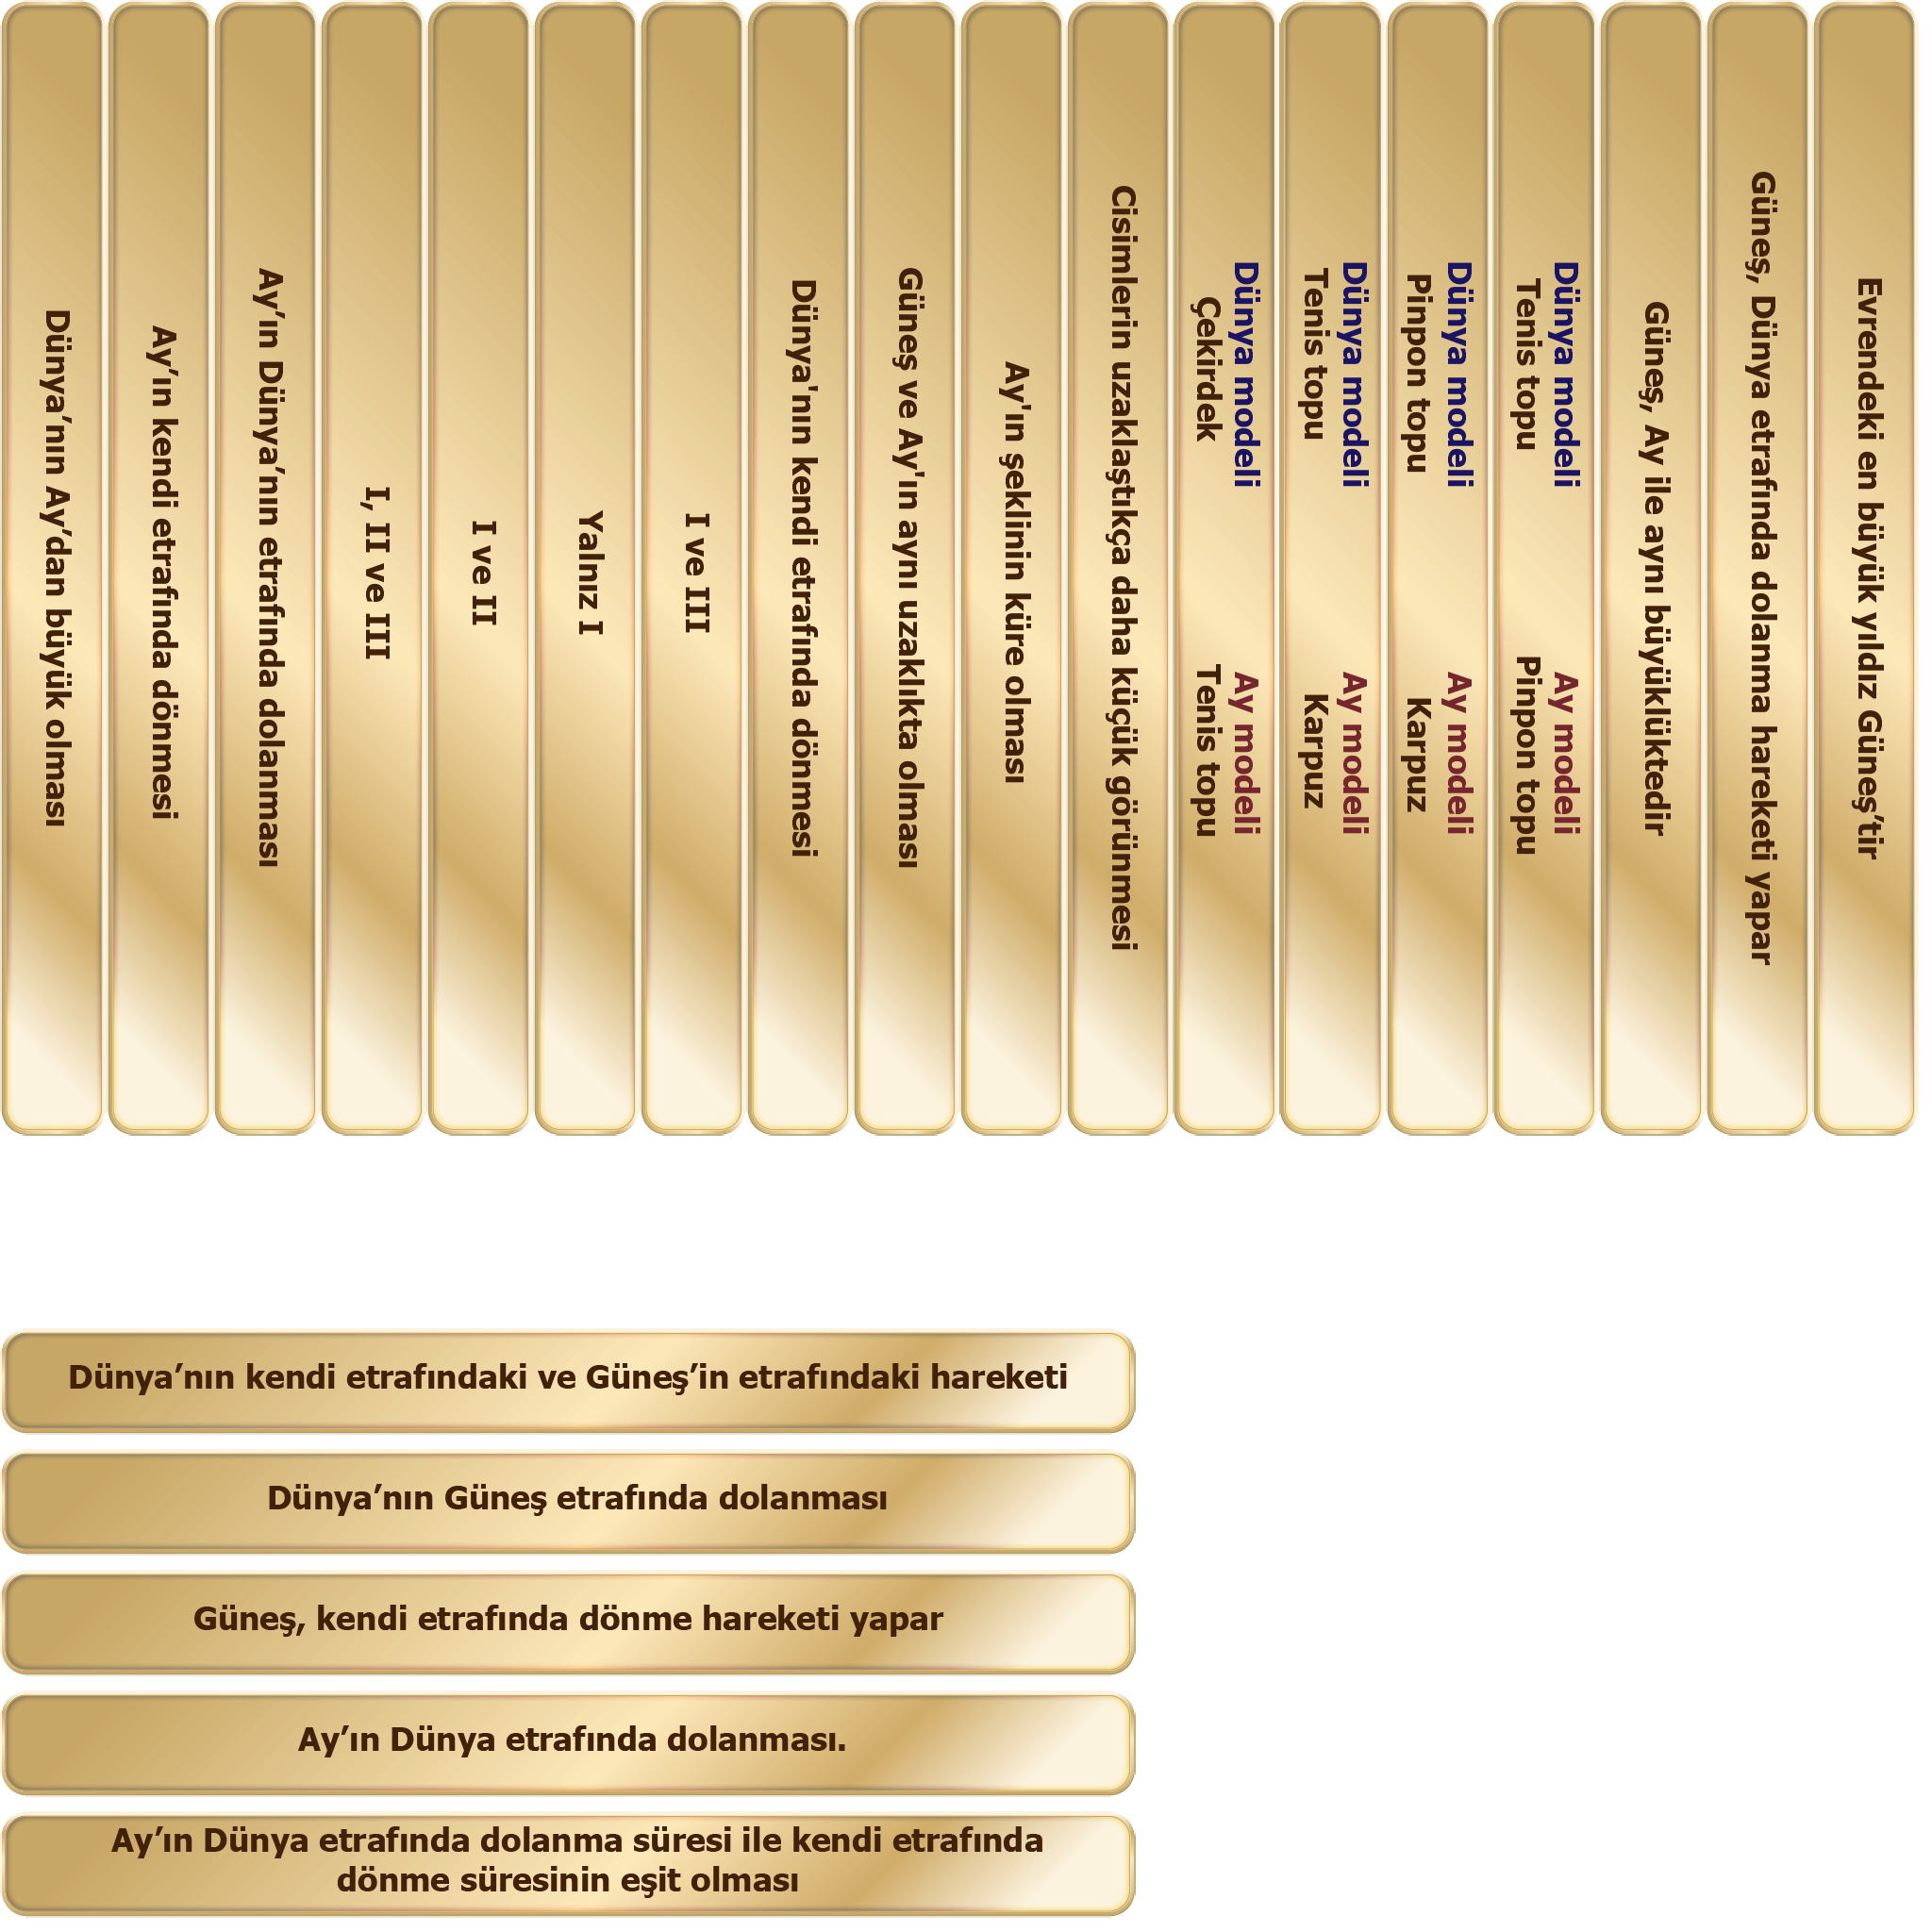 Dünya’nın Ay’dan büyük olması
Ay’ın kendi etrafında dönmesi
Ay’ın Dünya’nın etrafında dolanması
I, II ve III
I ve II
Yalnız I
I ve III
Dünya'nın kendi etrafında dönmesi
Güneş ve Ay'ın aynı uzaklıkta olması
Ay'ın şeklinin küre olması
Cisimlerin uzaklaştıkça daha küçük görünmesi
Dünya modeli Ay modeli
Çekirdek Tenis topu
Dünya modeli Ay modeli
Tenis topu Karpuz
Dünya modeli Ay modeli
Pinpon topu Karpuz
Dünya modeli Ay modeli
Tenis topu Pinpon topu
Güneş, Ay ile aynı büyüklüktedir
Güneş, Dünya etrafında dolanma hareketi yapar
Evrendeki en büyük yıldız Güneş’tir
Dünya’nın kendi etrafındaki ve Güneş’in etrafındaki hareketi
Dünya’nın Güneş etrafında dolanması
Güneş, kendi etrafında dönme hareketi yapar
Ay’ın Dünya etrafında dolanması.
Ay’ın Dünya etrafında dolanma süresi ile kendi etrafında
dönme süresinin eşit olması